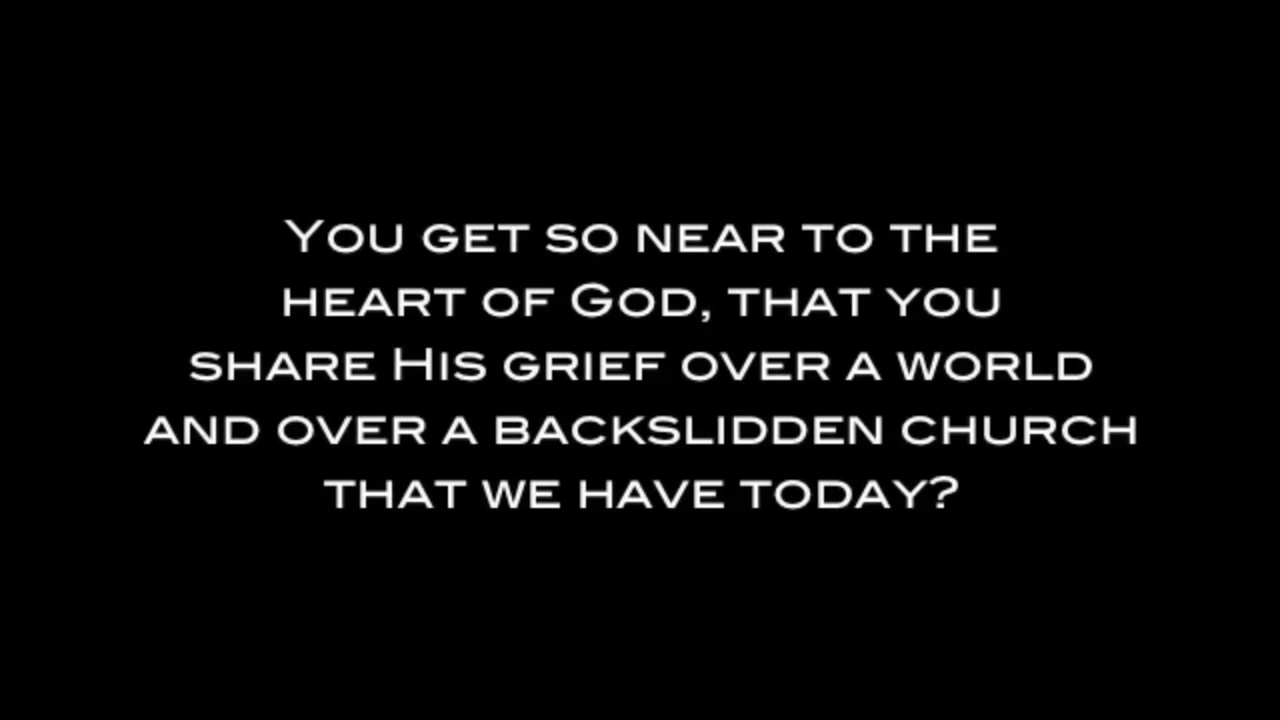 You get so near to the
heart of God, that you
share His grief over a world
and over a backslidden church
that we have today?